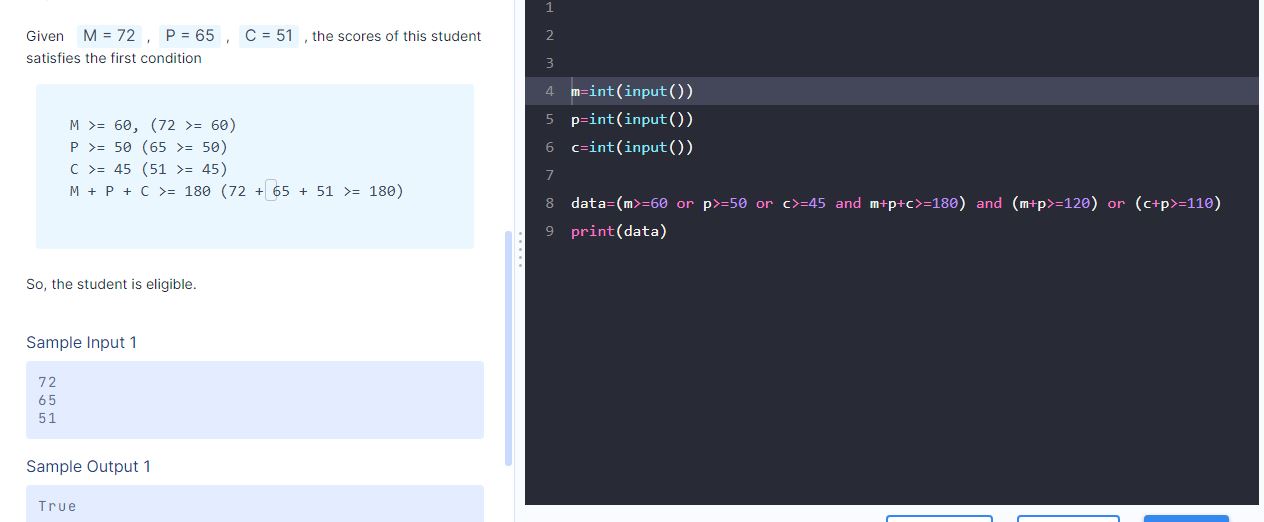 Given M = 72 , P = 65 , C = 51 , the scores of this student
satisfies the first condition
M >= 60, (72 >= 60)
P >= 50 (65 >= 50)
C >= 45 (51 >= 45)
M + P + C >= 180 (72 + 65 + 51 >= 180)
So, the student is eligible.
Sample Input 1
72
65
51
Sample Output 1
True
1
2
3
4 m=int(input())
5 p=int(input())
6 c=int(input())
7
8 data=(m>=60 or p>=50 or c>=45 and m+p+c>=180) and (m+p>=120) or (c+p>=110)
9 print(data)